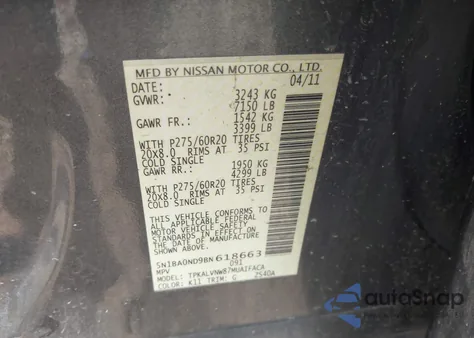 MFD BY NISSAN MOTOR CO., LTD.
DATE: 04/11
GVWR: 3243 KG
7150 LB
GAWR FR.: 1542 KG
3399 LB
WITH P275/60R20 TIRES
20X8.0 RIMS AT 35 PSI
COLD SINGLE
GAWR RR.: 1950 KG
4299 LB
WITH P275/60R20 TIRES
20X8.0 RIMS AT 35 PSI
COLD SINGLE
THIS VEHICLE CONFORMS TO
ALL APPLICABLE U.S. FEDERAL
MOTOR VEHICLE SAFETY
STANDARDS IN EFFECT ON
THE DATE OF MANUFACTURE
SHOWN ABOVE.
5N1BA0ND9BN618663
MPV 091
MODEL: TPKALVNW87MUAIFACA
COLOR: K11 TRIM: G 2540A
autoSnap